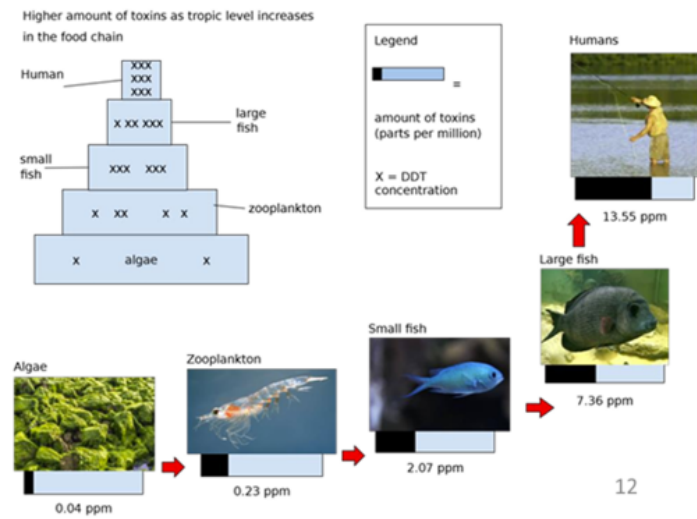 Higher amount of toxins as tropic level increases
in the food chain
Human
XXX
XXX
XXX
X XX XXX
large
fish
small
fish
XXX XXX
X XX X X
zooplankton
X algae X
Legend
=
amount of toxins
(parts per million)
X = DDT
concentration
Humans
13.55 ppm
Large fish
7.36 ppm
Small fish
2.07 ppm
Zooplankton
0.23 ppm
Algae
0.04 ppm
12